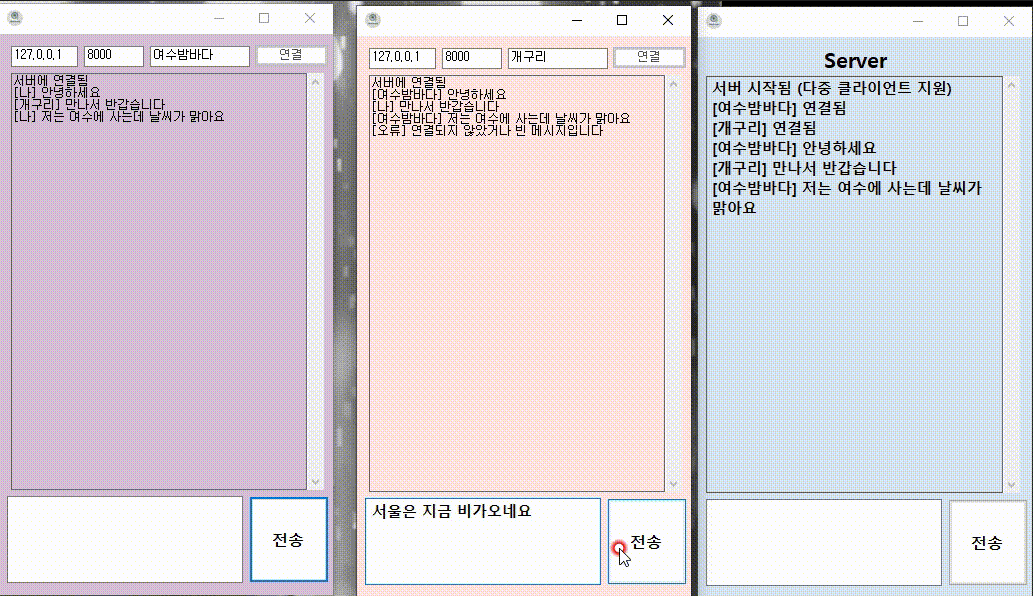 127.0.0.1 8000 여수밤바다 연결
서버에 연결됨
[나] 안녕하세요
[개구리] 만나서 반갑습니다
[나] 저는 여수에 사는데 날씨가 맑아요
전송
127.0.0.1 8000 개구리 연결
서버에 연결됨
[여수밤바다] 안녕하세요
[나] 만나서 반갑습니다
[여수밤바다] 저는 여수에 사는데 날씨가 맑아요
[오류] 연결되지 않았거나 빈 메시지입니다
서울은 지금 비가오네요
전송
Server
서버 시작됨 (다중 클라이언트 지원)
[여수밤바다] 연결됨
[개구리] 연결됨
[여수밤바다] 안녕하세요
[개구리] 만나서 반갑습니다
[여수밤바다] 저는 여수에 사는데 날씨가
맑아요
전송